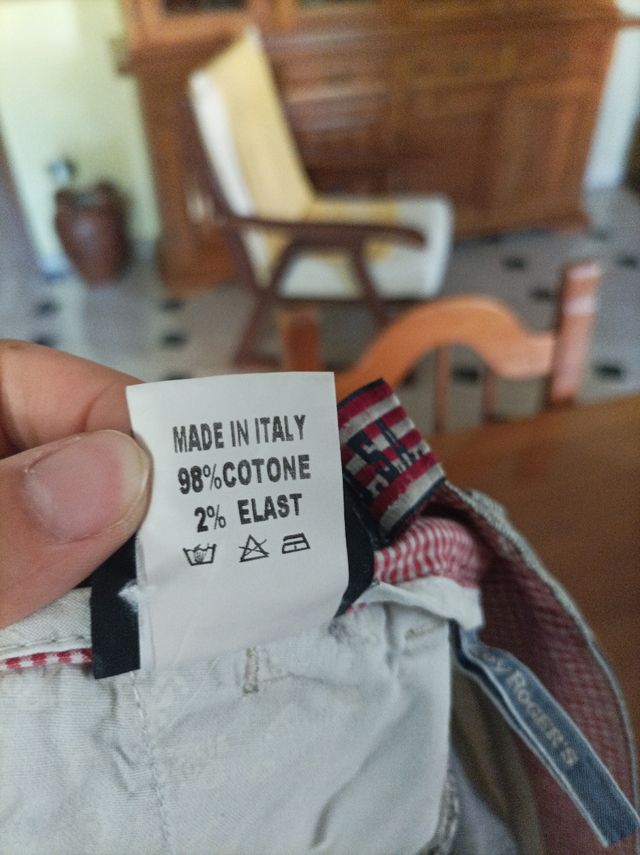 MADE IN ITALY
98%COTONE
2% ELAST
ROGER'S